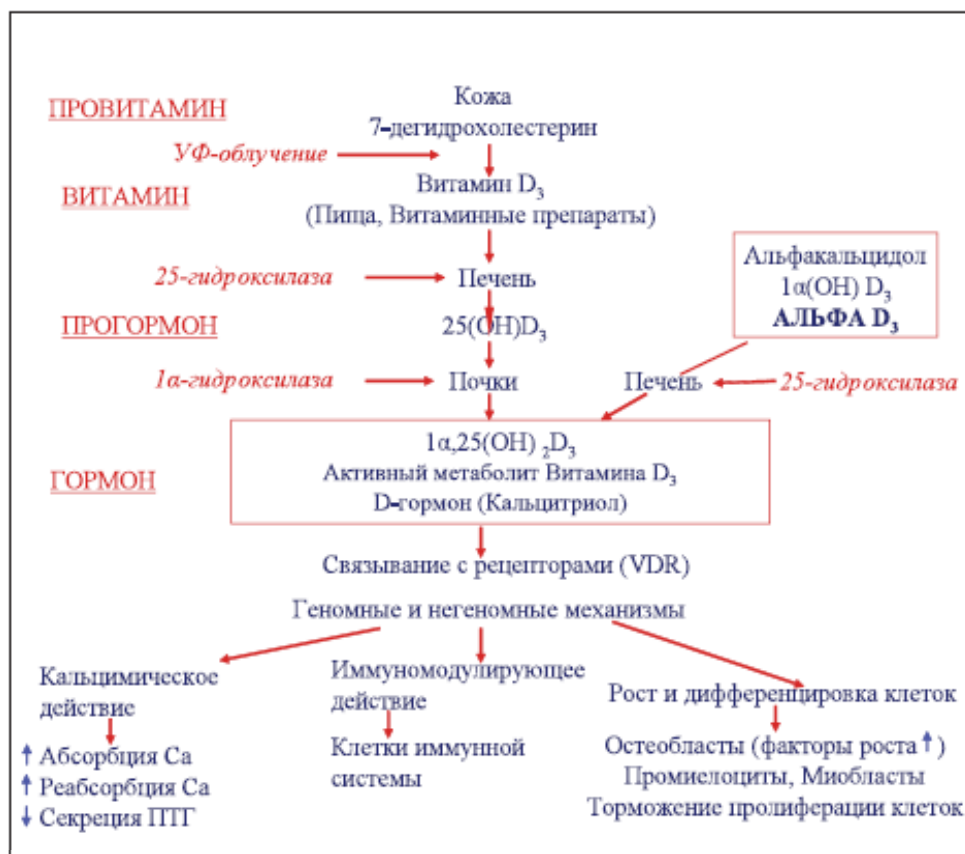 Кожа
ПРОВИТАМИН
7-дегидрохолестерин
УФ-облучение
Витамин D3
ВИТАМИН
(Пища, Витаминные препараты)
Альфакальцидол
1α(OH) D3
АЛЬФА D3
25-гидроксилаза
Печень
ПРОГОРМОН
25(OH)D3
1α-гидроксилаза
Почки
Печень
25-гидроксилаза
1α,25(OH) 2D3
Активный метаболит Витамина D3
D-гормон (Кальцитриол)
ГОРМОН
Связывание с рецепторами (VDR)
Геномные и негеномные механизмы
Кальцимическое
действие
↑ Абсорбция Ca
↑ Реабсорбция Ca
↓ Секреция ПТГ
Иммуномодулирующее
действие
Клетки иммунной
системы
Рост и дифференцировка клеток
Остеобласты (факторы роста↑)
Промиелоциты, Миобласты
Торможение пролиферации клеток